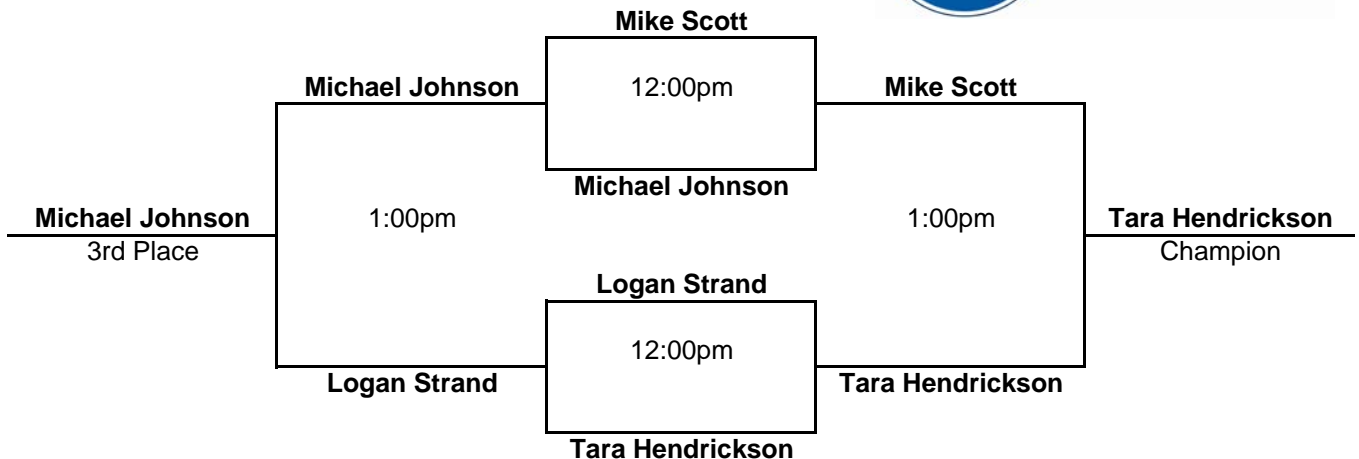 Mike Scott
Michael Johnson 12:00pm Mike Scott
Michael Johnson
Michael Johnson 1:00pm 1:00pm Tara Hendrickson
3rd Place Champion
Logan Strand
12:00pm
Logan Strand Tara Hendrickson
Tara Hendrickson